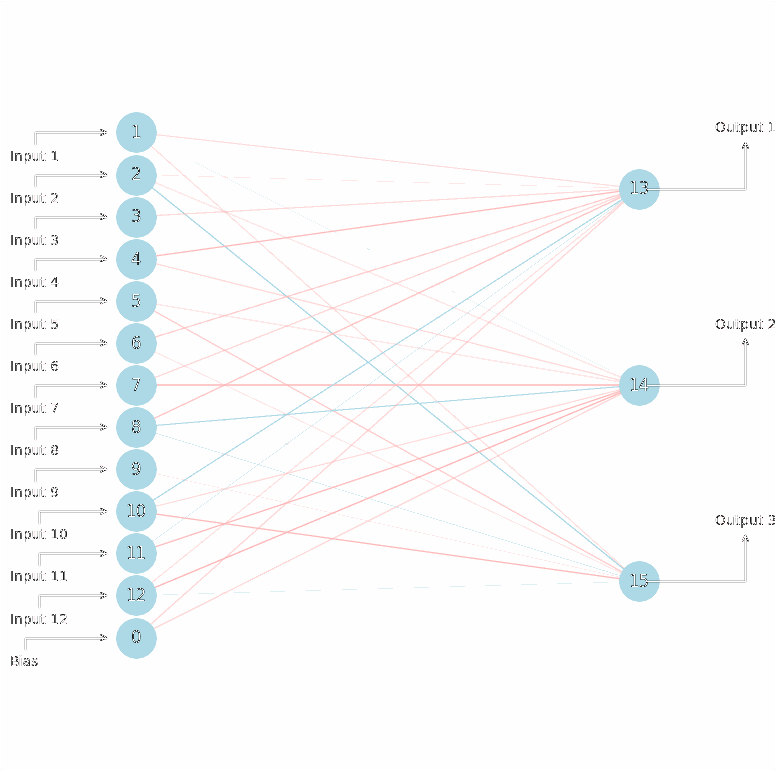 1
Output 1
Input 1
2
13
Input 2
3
Input 3
4
Input 4
5
Output 2
Input 5
6
Input 6
7
14
Input 7
8
Input 8
9
Input 9
10
Output 3
Input 10
11
Input 11
15
12
Input 12
0
Bias